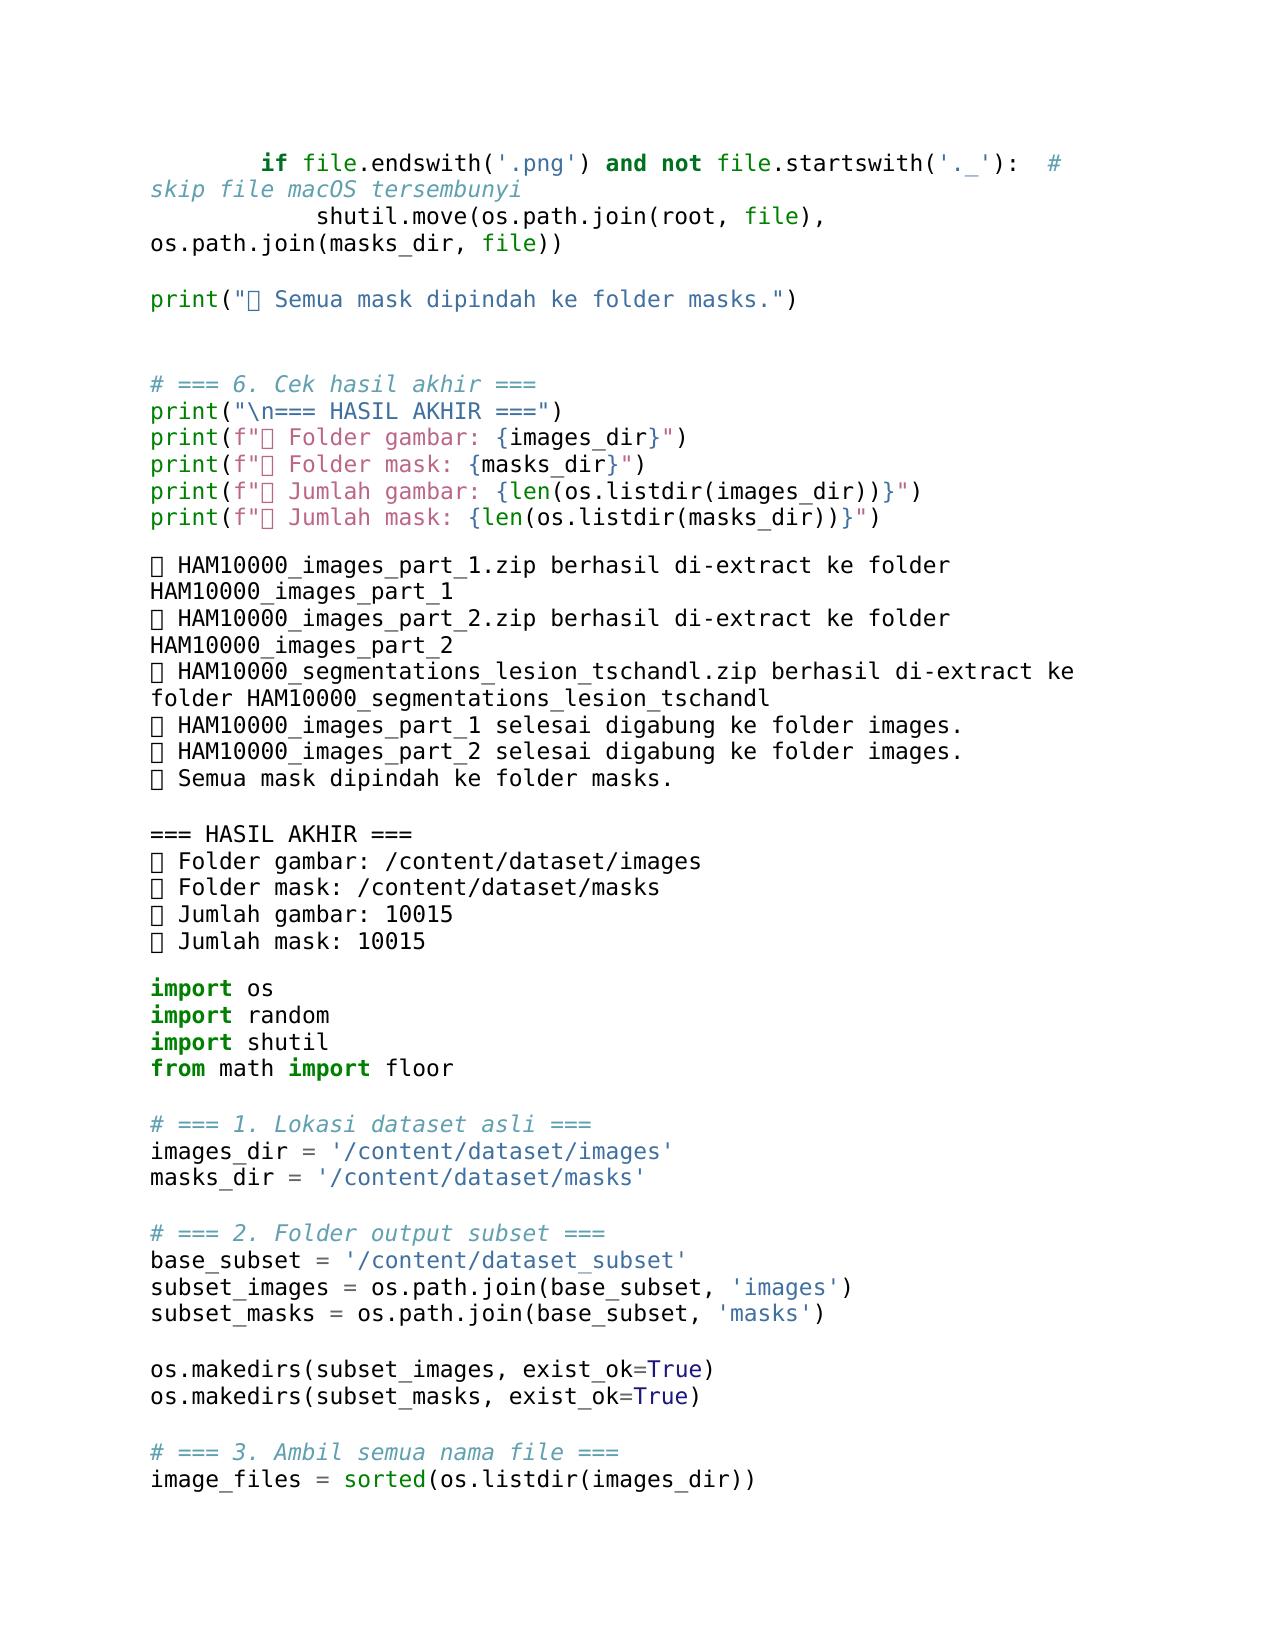 if file.endswith('.png') and not file.startswith('._'):  #
skip file macOS tersembunyi
            shutil.move(os.path.join(root, file),
os.path.join(masks_dir, file))

print("▯ Semua mask dipindah ke folder masks.")


# === 6. Cek hasil akhir ===
print("\n=== HASIL AKHIR ===")
print(f"▯ Folder gambar: {images_dir}")
print(f"▯ Folder mask: {masks_dir}")
print(f"▯ Jumlah gambar: {len(os.listdir(images_dir))}")
print(f"▯ Jumlah mask: {len(os.listdir(masks_dir))}")

▯ HAM10000_images_part_1.zip berhasil di-extract ke folder
HAM10000_images_part_1
▯ HAM10000_images_part_2.zip berhasil di-extract ke folder
HAM10000_images_part_2
▯ HAM10000_segmentations_lesion_tschandl.zip berhasil di-extract ke
folder HAM10000_segmentations_lesion_tschandl
▯ HAM10000_images_part_1 selesai digabung ke folder images.
▯ HAM10000_images_part_2 selesai digabung ke folder images.
▯ Semua mask dipindah ke folder masks.

=== HASIL AKHIR ===
▯ Folder gambar: /content/dataset/images
▯ Folder mask: /content/dataset/masks
▯ Jumlah gambar: 10015
▯ Jumlah mask: 10015

import os
import random
import shutil
from math import floor

# === 1. Lokasi dataset asli ===
images_dir = '/content/dataset/images'
masks_dir = '/content/dataset/masks'

# === 2. Folder output subset ===
base_subset = '/content/dataset_subset'
subset_images = os.path.join(base_subset, 'images')
subset_masks = os.path.join(base_subset, 'masks')

os.makedirs(subset_images, exist_ok=True)
os.makedirs(subset_masks, exist_ok=True)

# === 3. Ambil semua nama file ===
image_files = sorted(os.listdir(images_dir))